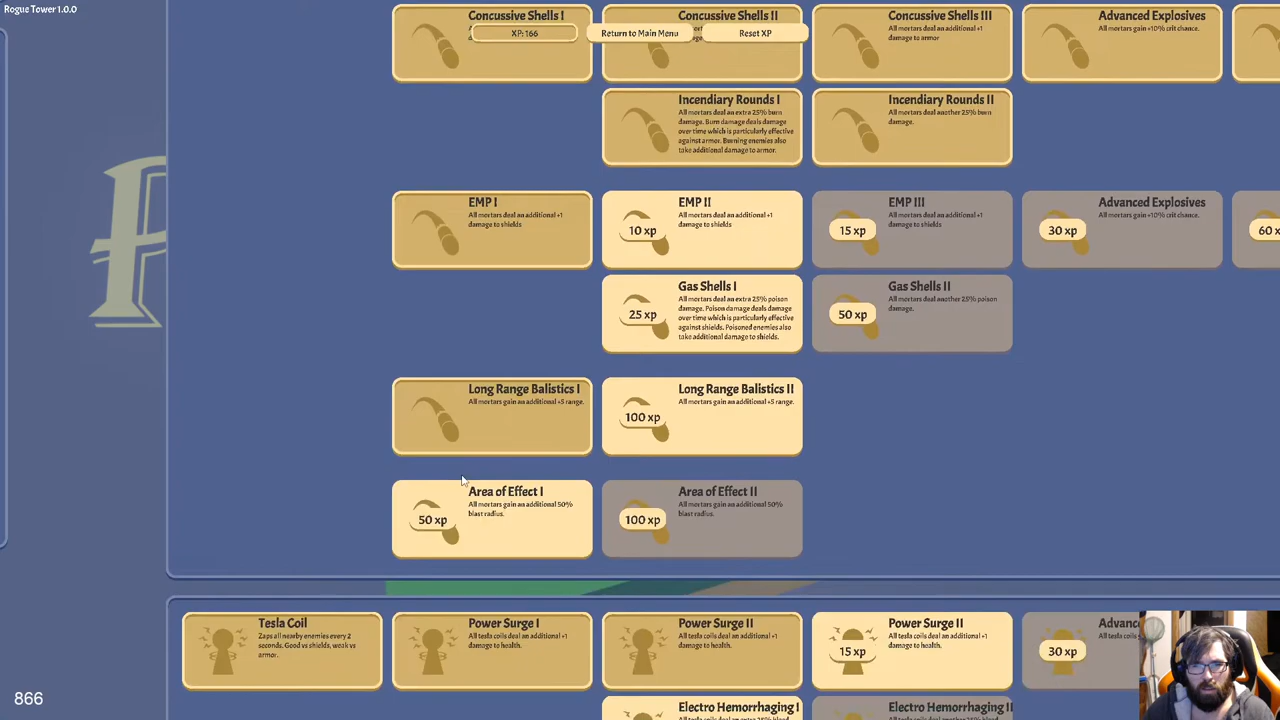 Rogue Tower 1.0.0
Concussive Shells I
XP: 166
Concussive Shells II
Return to Main Menu
Concussive Shells III
All mortars deal an additional +1
damage to armor
Reset XP
Advanced Explosives
All mortars gain +10% crit chance.
Incendiary Rounds I
All mortars deal an extra 25% burn
damage. Burn damage deals damage
over time which is particularly effective
against armor. Burning enemies also
take additional damage to armor.
Incendiary Rounds II
All mortars deal another 25% burn
damage.
EMP I
All mortars deal an additional +1
damage to shields
EMP II
All mortars deal an additional +1
damage to shields
10 xp
EMP III
All mortars deal an additional +1
damage to shields
15 xp
Advanced Explosives
All mortars gain +10% crit chance.
30 xp
60 x
Gas Shells I
All mortars deal an extra 25% poison
damage. Poison damage deals damage
over time which is particularly effective
against shields. Poisoned enemies also
take additional damage to shields.
25 xp
Gas Shells II
All mortars deal another 25% poison
damage.
50 xp
Long Range Balistics I
All mortars gain an additional +5 range.
Long Range Balistics II
All mortars gain an additional +5 range.
100 xp
Area of Effect I
All mortars gain an additional 50%
blast radius.
50 xp
Area of Effect II
All mortars gain an additional 50%
blast radius.
100 xp
Tesla Coil
Zaps all nearby enemies every 2
seconds. Good vs shields, weak vs
armor.
Power Surge I
All tesla coils deal an additional +1
damage to health.
Power Surge II
All tesla coils deal an additional +1
damage to health.
Power Surge II
All tesla coils deal an additional +1
damage to health.
15 xp
Advanc
All tesla coils
30 xp
Electro Hemorrhaging I
Electro Hemorrhaging II
866